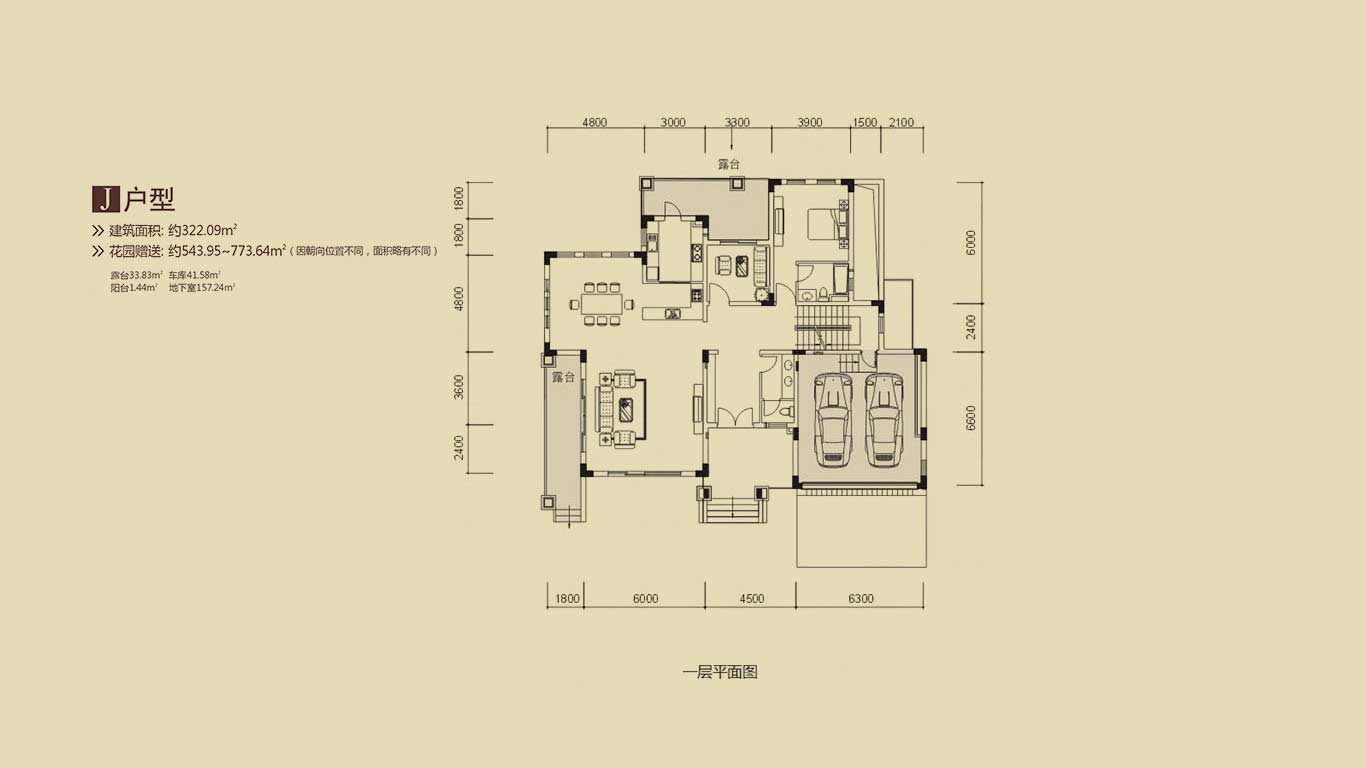 4800 3000 3300 3900 1500 2100
露台
J户型
建筑面积: 约322.09m²
花园赠送: 约543.95~773.64m² ( 因朝向位置不同 , 面积略有不同 )
露台33.83m² 车库41.58m²
阳台1.44m² 地下室157.24m²
1800
1800
4800
3600
2400
露台
6000
2400
6600
1800 6000 4500 6300
一层平面图